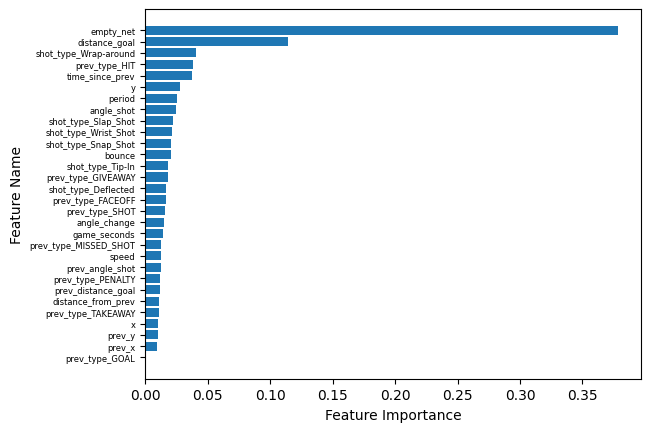 empty_net
distance_goal
shot_type_Wrap-around
prev_type_HIT
time_since_prev
y
period
angle_shot
shot_type_Slap_Shot
shot_type_Wrist_Shot
shot_type_Snap_Shot
bounce
shot_type_Tip-In
prev_type_GIVEAWAY
shot_type_Deflected
prev_type_FACEOFF
prev_type_SHOT
angle_change
game_seconds
prev_type_MISSED_SHOT
speed
prev_angle_shot
prev_type_PENALTY
prev_distance_goal
distance_from_prev
prev_type_TAKEAWAY
x
prev_y
prev_x
prev_type_GOAL
Feature Name
0.00 0.05 0.10 0.15 0.20 0.25 0.30 0.35
Feature Importance